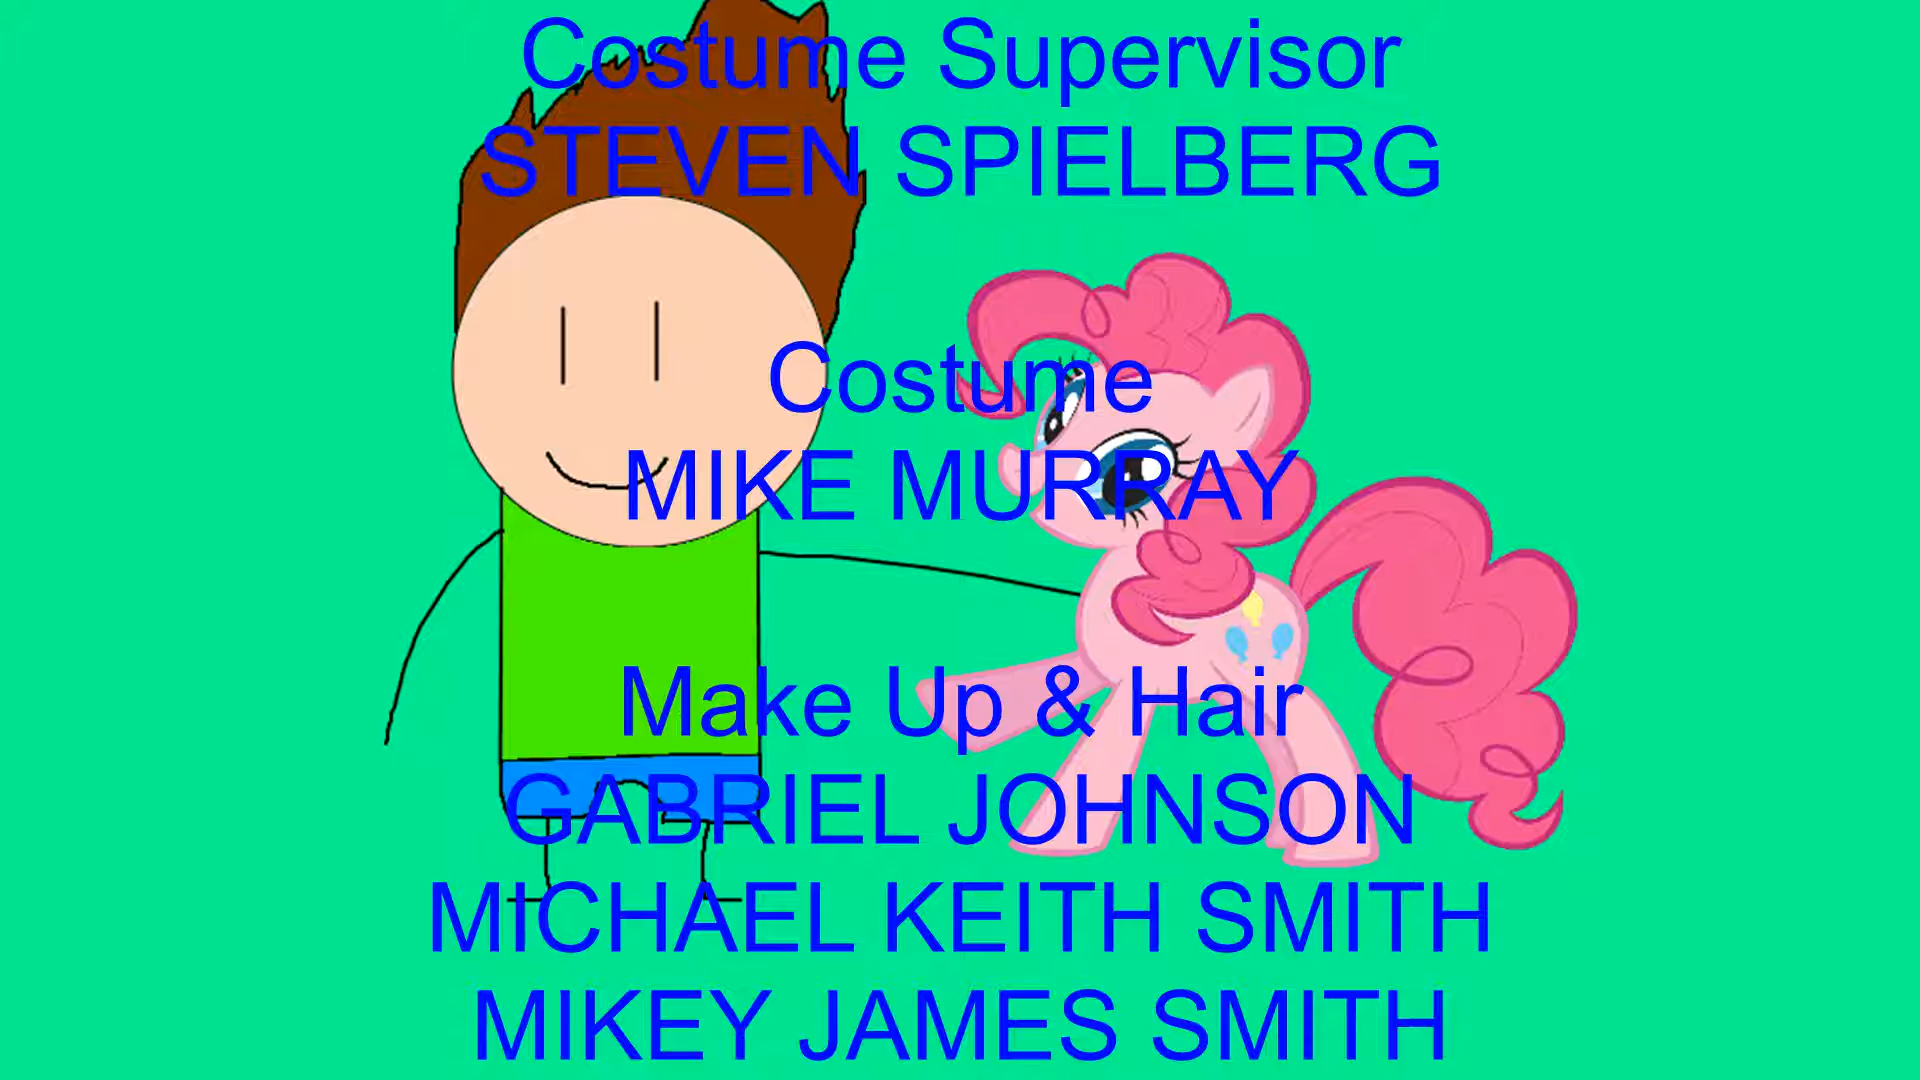 Costume Supervisor
STEVEN SPIELBERG
Costume
MIKE MURRAY
Make Up & Hair
GABRIEL JOHNSON
MICHAEL KEITH SMITH
MIKEY JAMES SMITH